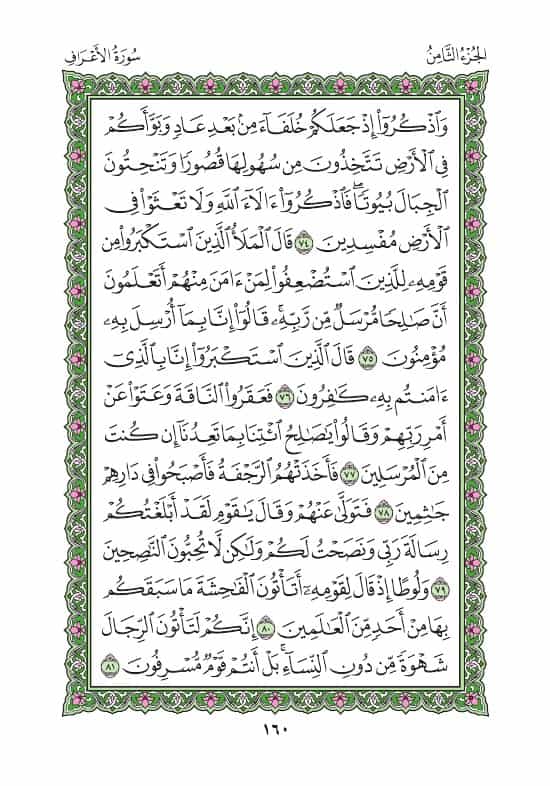 الجُزْءُ الثَّامِنُ
سُورَةُ الأَعْرَافِ
وَٱذْكُرُوٓا۟ إِذْ جَعَلَكُمْ خُلَفَآءَ مِنۢ بَعْدِ عَادٍ وَبَوَّأَكُمْ
فِى ٱلْأَرْضِ تَتَّخِذُونَ مِن سُهُولِهَا قُصُورًا وَتَنْحِتُونَ
ٱلْجِبَالَ بُيُوتًا ۖ فَٱذْكُرُوٓا۟ ءَالَآءَ ٱللَّهِ وَلَا تَعْثَوْا۟ فِى
ٱلْأَرْضِ مُفْسِدِينَ ٧٤ قَالَ ٱلْمَلَأُ ٱلَّذِينَ ٱسْتَكْبَرُوا۟ مِن
قَوْمِهِۦ لِلَّذِينَ ٱسْتُضْعِفُوا۟ لِمَنْ ءَامَنَ مِنْهُمْ أَتَعْلَمُونَ
أَنَّ صَٰلِحًا مُّرْسَلٌ مِّن رَّبِّهِۦ ۚ قَالُوٓا۟ إِنَّا بِمَآ أُرْسِلَ بِهِۦ
مُؤْمِنُونَ ٧٥ قَالَ ٱلَّذِينَ ٱسْتَكْبَرُوٓا۟ إِنَّا بِٱلَّذِىٓ
ءَامَنتُم بِهِۦ كَٰفِرُونَ ٧٦ فَعَقَرُوا۟ ٱلنَّاقَةَ وَعَتَوْا۟ عَنْ
أَمْرِ رَبِّهِمْ وَقَالُوا۟ يَٰصَٰلِحُ ٱئْتِنَا بِمَا تَعِدُنَآ إِن كُنتَ
مِنَ ٱلْمُرْسَلِينَ ٧٧ فَأَخَذَتْهُمُ ٱلرَّجْفَةُ فَأَصْبَحُوا۟ فِى دَارِهِمْ
جَٰثِمِينَ ٧٨ فَتَوَلَّىٰ عَنْهُمْ وَقَالَ يَٰقَوْمِ لَقَدْ أَبْلَغْتُكُمْ
رِسَالَةَ رَبِّى وَنَصَحْتُ لَكُمْ وَلَٰكِن لَّا تُحِبُّونَ ٱلنَّٰصِحِينَ
٧٩ وَلُوطًا إِذْ قَالَ لِقَوْمِهِۦٓ أَتَأْتُونَ ٱلْفَٰحِشَةَ مَا سَبَقَكُم
بِهَا مِنْ أَحَدٍ مِّنَ ٱلْعَٰلَمِينَ ٨٠ إِنَّكُمْ لَتَأْتُونَ ٱلرِّجَالَ
شَهْوَةً مِّن دُونِ ٱلنِّسَآءِ ۚ بَلْ أَنتُمْ قَوْمٌ مُّسْرِفُونَ ٨١
١٦٠